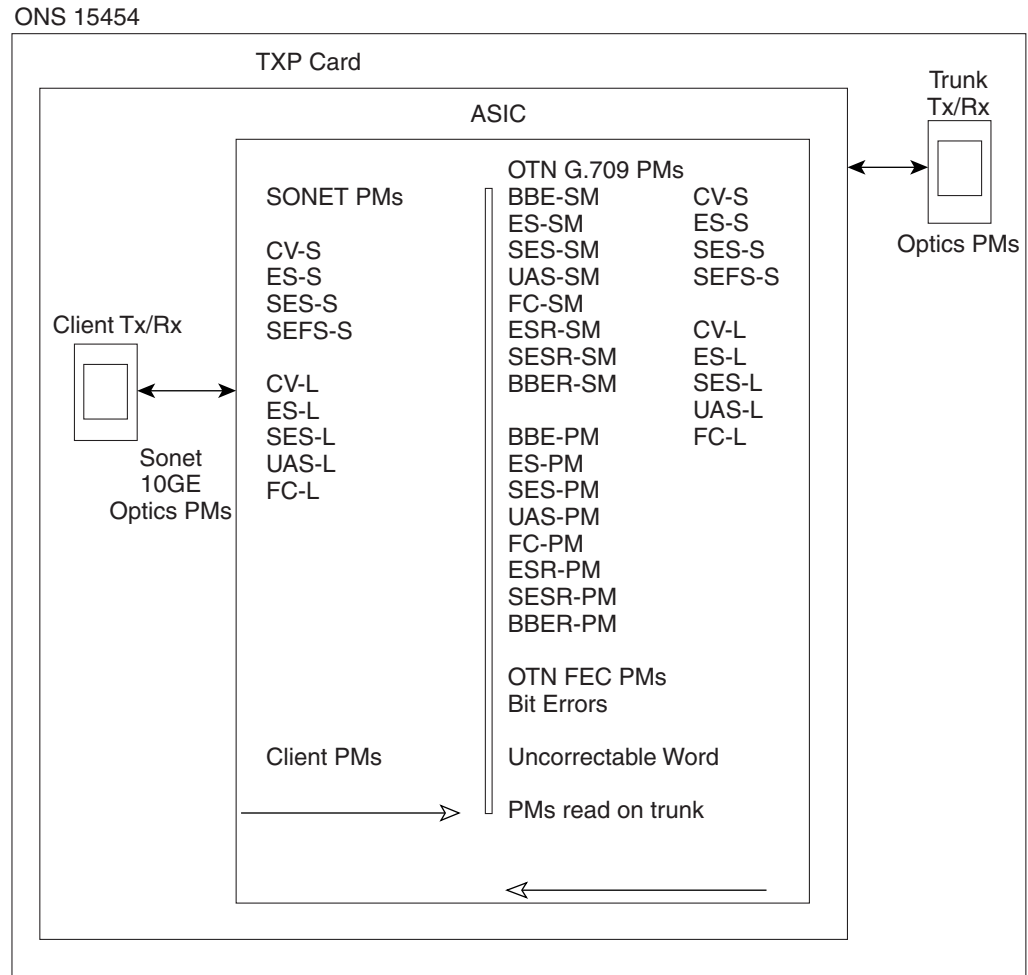 ONS 15454
TXP Card
ASIC
Trunk
Tx/Rx
Optics PMs
Client Tx/Rx
Sonet
10GE
Optics PMs
SONET PMs
CV-S
ES-S
SES-S
SEFS-S
CV-L
ES-L
SES-L
UAS-L
FC-L
Client PMs
OTN G.709 PMs
BBE-SM
ES-SM
SES-SM
UAS-SM
FC-SM
ESR-SM
SESR-SM
BBER-SM
BBE-PM
ES-PM
SES-PM
UAS-PM
FC-PM
ESR-PM
SESR-PM
BBER-PM
OTN FEC PMs
Bit Errors
Uncorrectable Word
PMs read on trunk
CV-S
ES-S
SES-S
SEFS-S
CV-L
ES-L
SES-L
UAS-L
FC-L